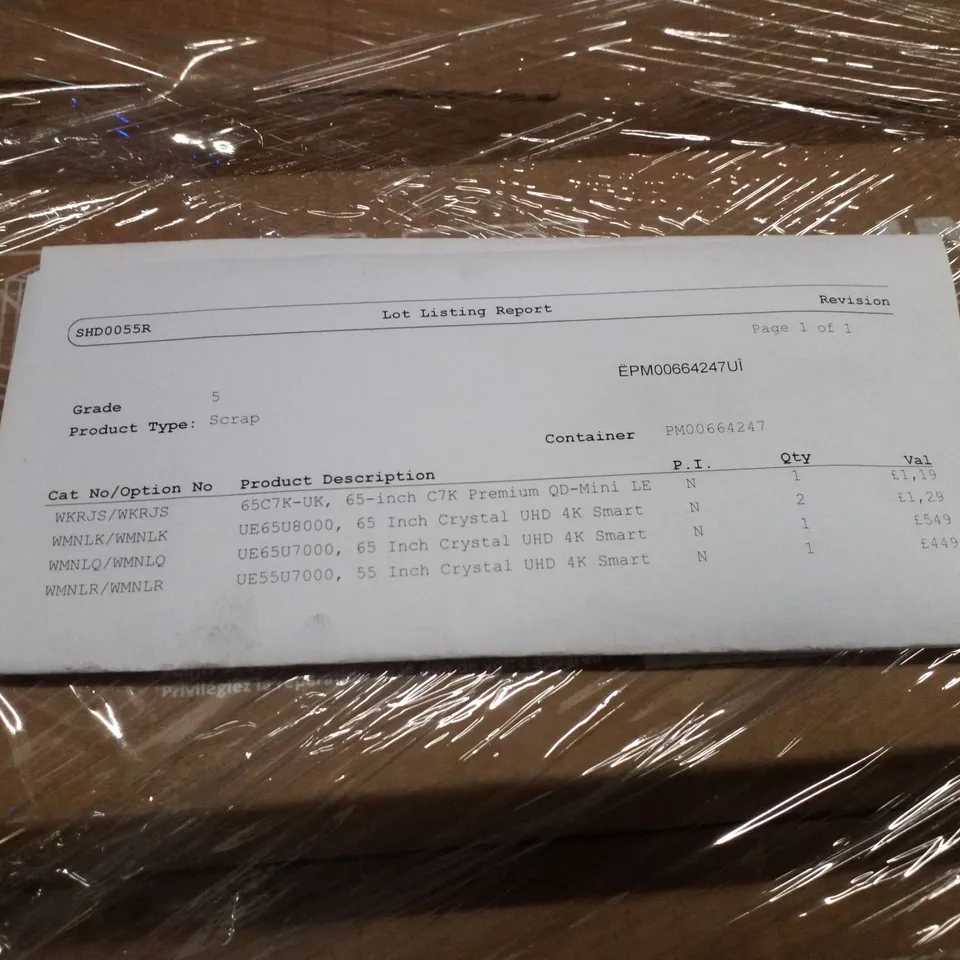 SHD0055R Lot Listing Report Revision
Page 1 of 1
ËPM00664247UÎ
Grade 5
Product Type: Scrap
Container PM00664247
Cat No/Option No Product Description P.I. Qty Val
WKRJS/WKRJS 65C7K-UK, 65-inch C7K Premium QD-Mini LE N 1 £1,19
WMNLK/WMNLK UE65U8000, 65 Inch Crystal UHD 4K Smart N 2 £1,29
WMNLQ/WMNLQ UE65U7000, 65 Inch Crystal UHD 4K Smart N 1 £549
WMNLR/WMNLR UE55U7000, 55 Inch Crystal UHD 4K Smart N 1 £449
Privilégiez la